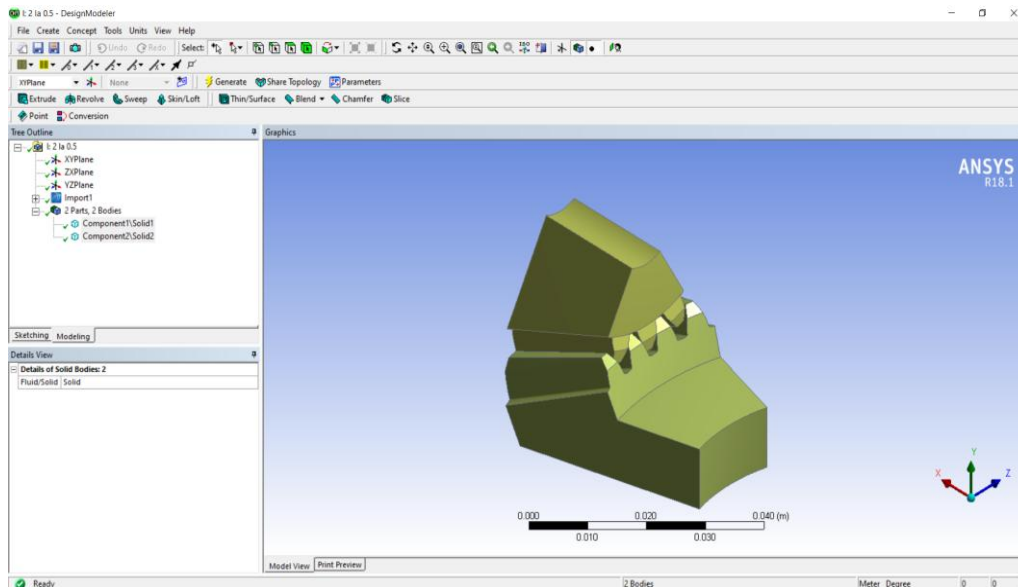 I: 2 la 0.5 - DesignModeler
File Create Concept Tools Units View Help
Undo Redo Select:
XYPlane None Generate Share Topology Parameters
Extrude Revolve Sweep Skin/Loft Thin/Surface Blend Chamfer Slice
Point Conversion
Tree Outline
I: 2 la 0.5
XYPlane
ZXPlane
YZPlane
Import1
2 Parts, 2 Bodies
Component1\Solid1
Component2\Solid2
Sketching Modeling
Details View
Details of Solid Bodies: 2
Fluid/Solid Solid
Graphics
ANSYS
R18.1
Y
X Z
0.000 0.020 0.040 (m)
0.010 0.030
Model View Print Preview
Ready 2 Bodies Meter Degree 0 0